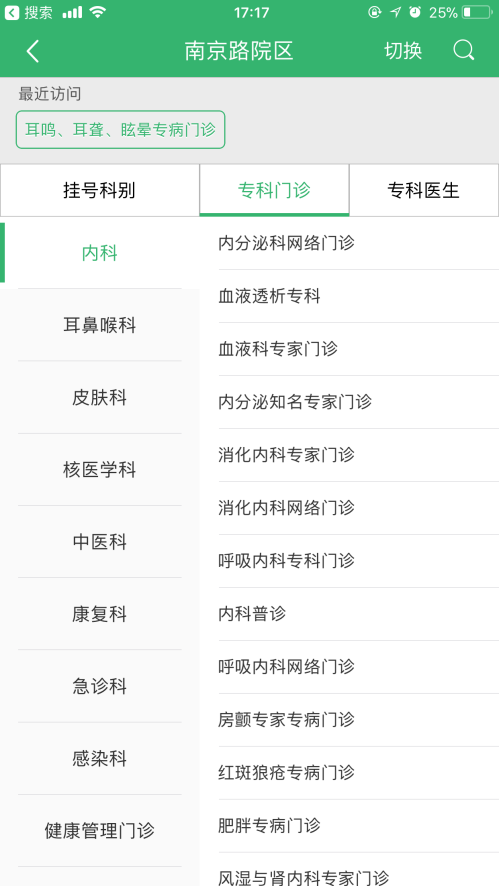 搜索 17:17 25%
南京路院区 切换
最近访问
耳鸣、耳聋、眩晕专病门诊
挂号科别 专科门诊 专科医生
内科
耳鼻喉科
皮肤科
核医学科
中医科
康复科
急诊科
感染科
健康管理门诊
内分泌科网络门诊
血液透析专科
血液科专家门诊
内分泌知名专家门诊
消化内科专家门诊
消化内科网络门诊
呼吸内科专科门诊
内科普诊
呼吸内科网络门诊
房颤专家专病门诊
红斑狼疮专病门诊
肥胖专病门诊
风湿与肾内科专家门诊